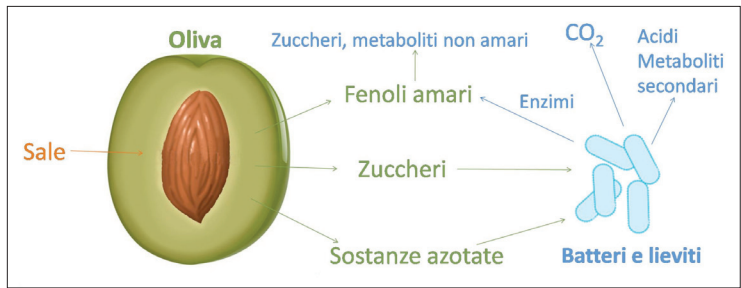 Oliva
Zuccheri, metaboliti non amari
CO₂
Acidi
Metaboliti
secondari
Fenoli amari
Enzimi
Sale
Zuccheri
Sostanze azotate
Batteri e lieviti